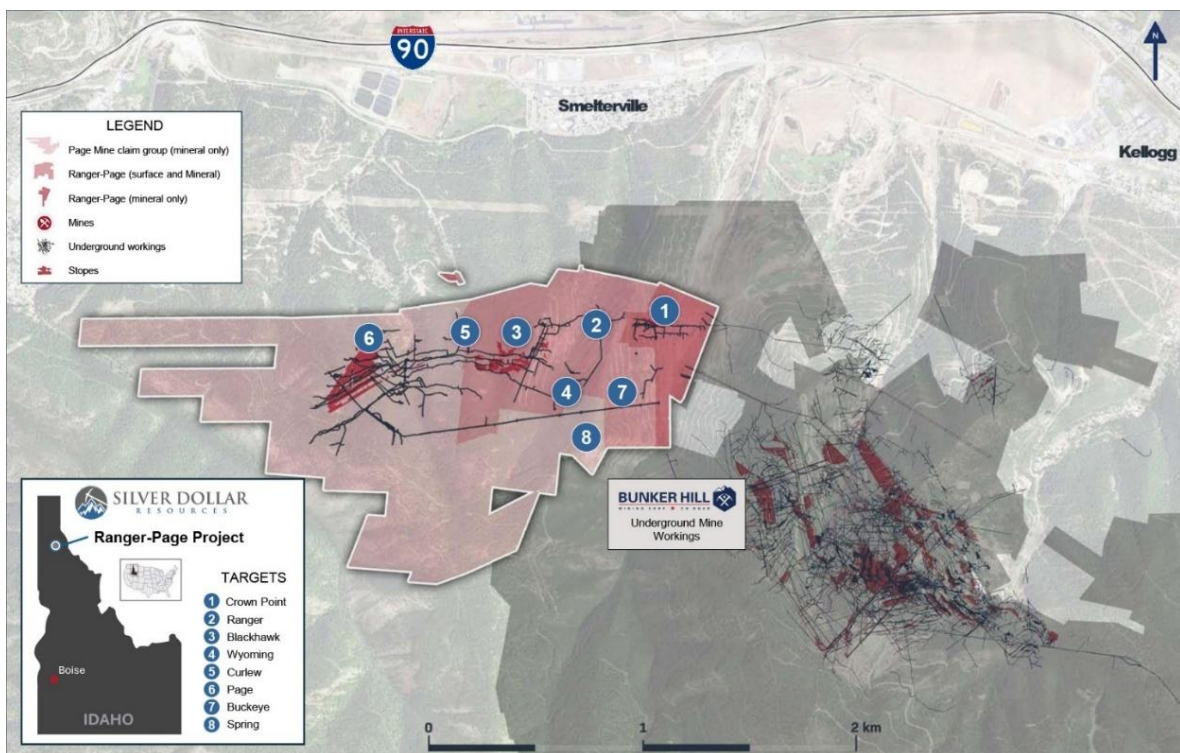 INTERSTATE
90
Smelterville
Kellogg
N
LEGEND
Page Mine claim group (mineral only)
Ranger-Page (surface and Mineral)
Ranger-Page (mineral only)
Mines
Underground workings
Stopes
6
5
3
2
1
4
7
8
BUNKER HILL
MINING CORP
Underground Mine
Workings
SILVER DOLLAR
RESOURCES
Ranger-Page Project
TARGETS
1 Crown Point
2 Ranger
3 Blackhawk
4 Wyoming
5 Curlew
6 Page
7 Buckeye
8 Spring
Boise
IDAHO
0
1
2 km